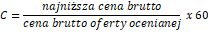 C = najniższa cena brutto / cena brutto oferty ocenianej x 60